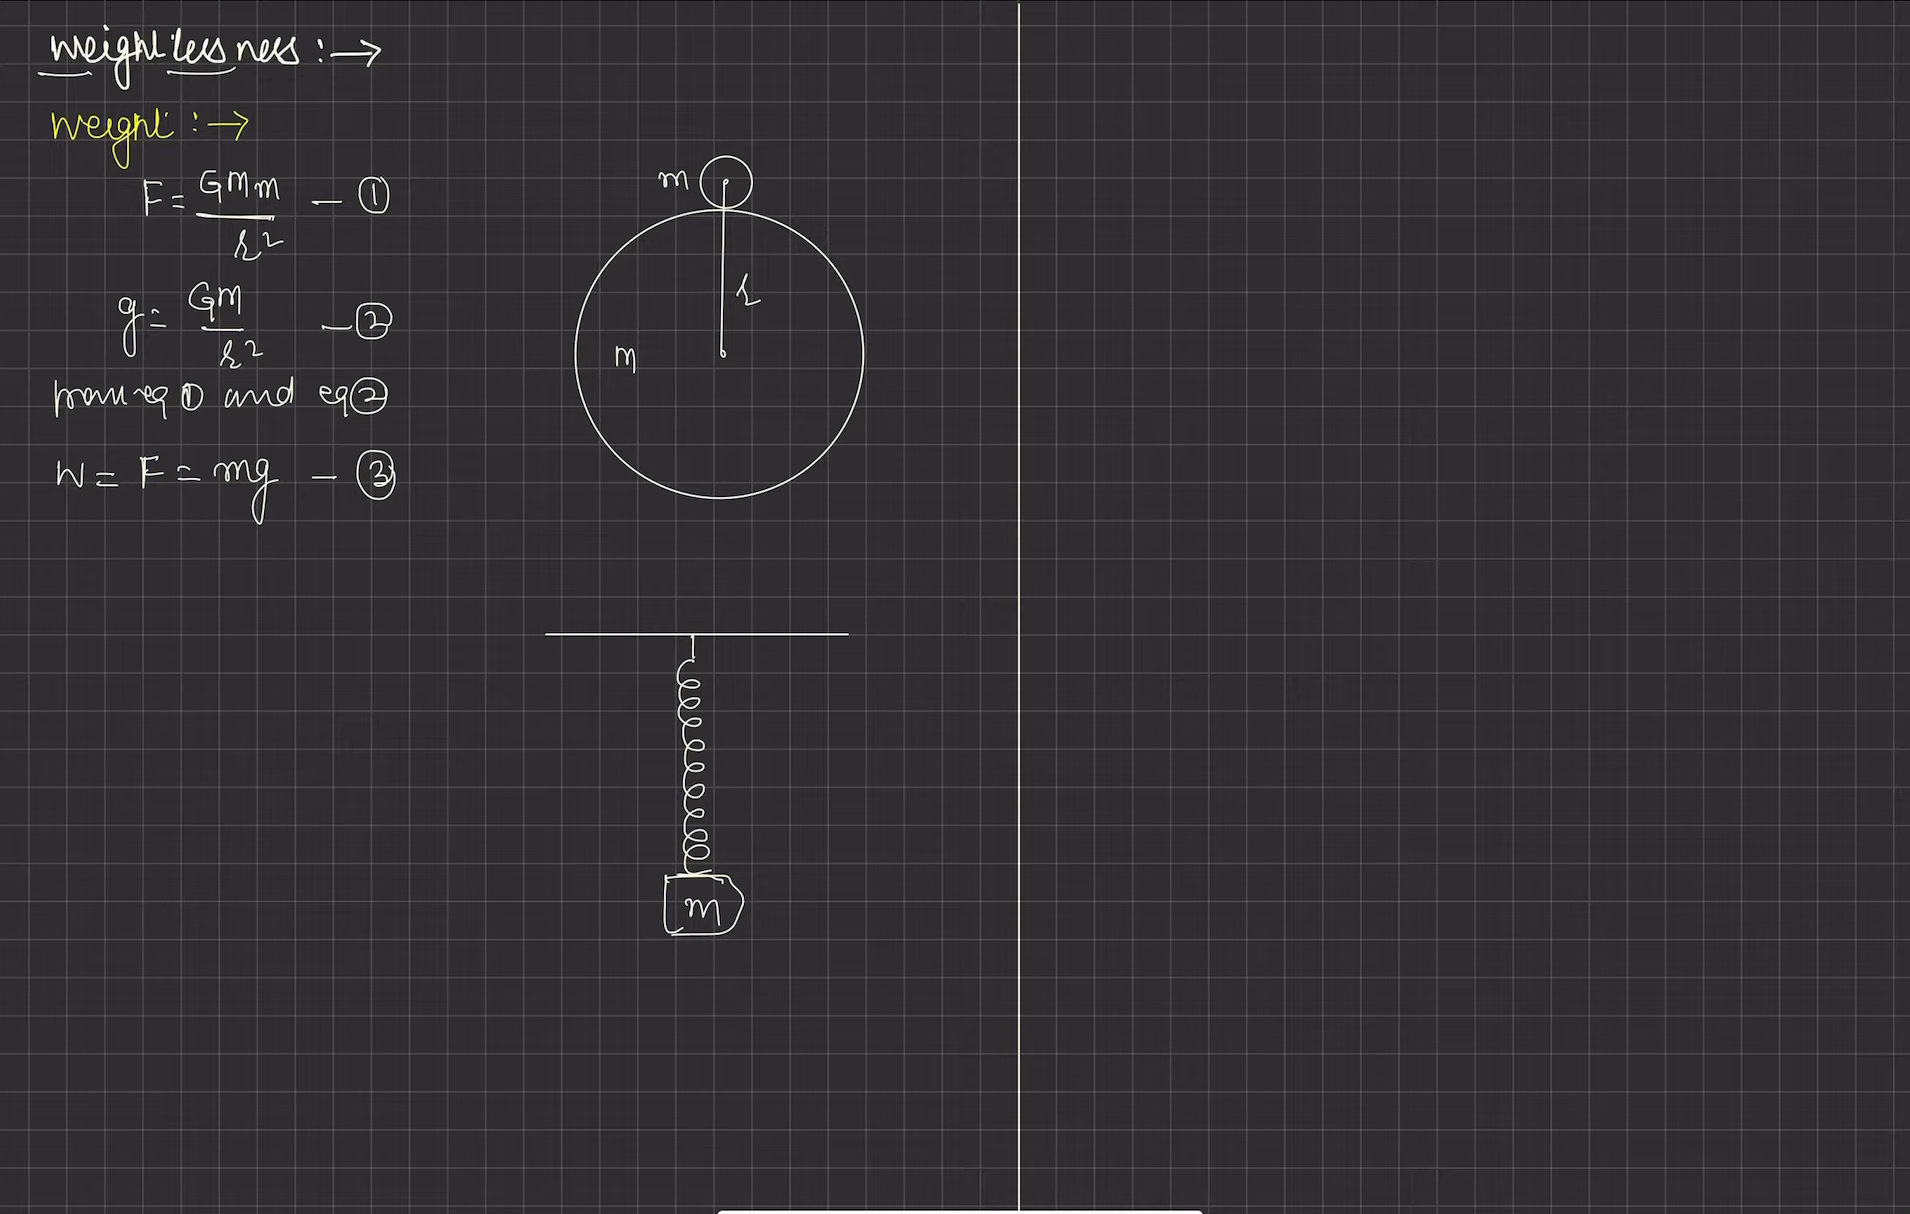 weightlessness :→
weight :→
F = GMm / r² — ①
g = GM / r² — ②
from eq ① and eq ②
W = F = mg — ③
m
r
m
m